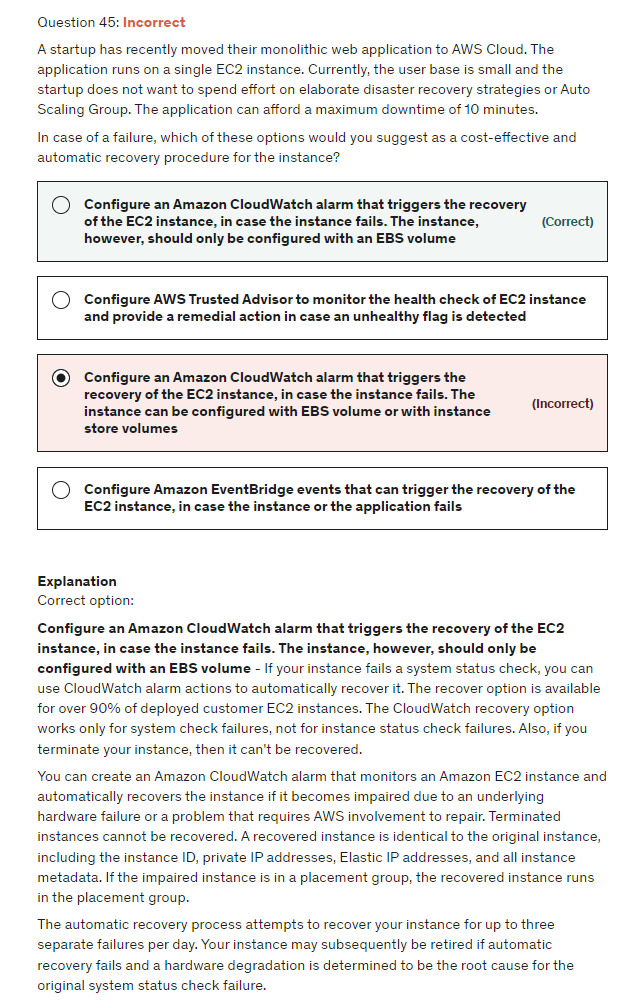 Question 45: Incorrect
A startup has recently moved their monolithic web application to AWS Cloud. The
application runs on a single EC2 instance. Currently, the user base is small and the
startup does not want to spend effort on elaborate disaster recovery strategies or Auto
Scaling Group. The application can afford a maximum downtime of 10 minutes.
In case of a failure, which of these options would you suggest as a cost-effective and
automatic recovery procedure for the instance?
Configure an Amazon CloudWatch alarm that triggers the recovery
of the EC2 instance, in case the instance fails. The instance,
however, should only be configured with an EBS volume
(Correct)
Configure AWS Trusted Advisor to monitor the health check of EC2 instance
and provide a remedial action in case an unhealthy flag is detected
Configure an Amazon CloudWatch alarm that triggers the
recovery of the EC2 instance, in case the instance fails. The
instance can be configured with EBS volume or with instance
store volumes
(Incorrect)
Configure Amazon EventBridge events that can trigger the recovery of the
EC2 instance, in case the instance or the application fails
Explanation
Correct option:
Configure an Amazon CloudWatch alarm that triggers the recovery of the EC2
instance, in case the instance fails. The instance, however, should only be
configured with an EBS volume - If your instance fails a system status check, you can
use CloudWatch alarm actions to automatically recover it. The recover option is available
for over 90% of deployed customer EC2 instances. The CloudWatch recovery option
works only for system check failures, not for instance status check failures. Also, if you
terminate your instance, then it can't be recovered.
You can create an Amazon CloudWatch alarm that monitors an Amazon EC2 instance and
automatically recovers the instance if it becomes impaired due to an underlying
hardware failure or a problem that requires AWS involvement to repair. Terminated
instances cannot be recovered. A recovered instance is identical to the original instance,
including the instance ID, private IP addresses, Elastic IP addresses, and all instance
metadata. If the impaired instance is in a placement group, the recovered instance runs
in the placement group.
The automatic recovery process attempts to recover your instance for up to three
separate failures per day. Your instance may subsequently be retired if automatic
recovery fails and a hardware degradation is determined to be the root cause for the
original system status check failure.